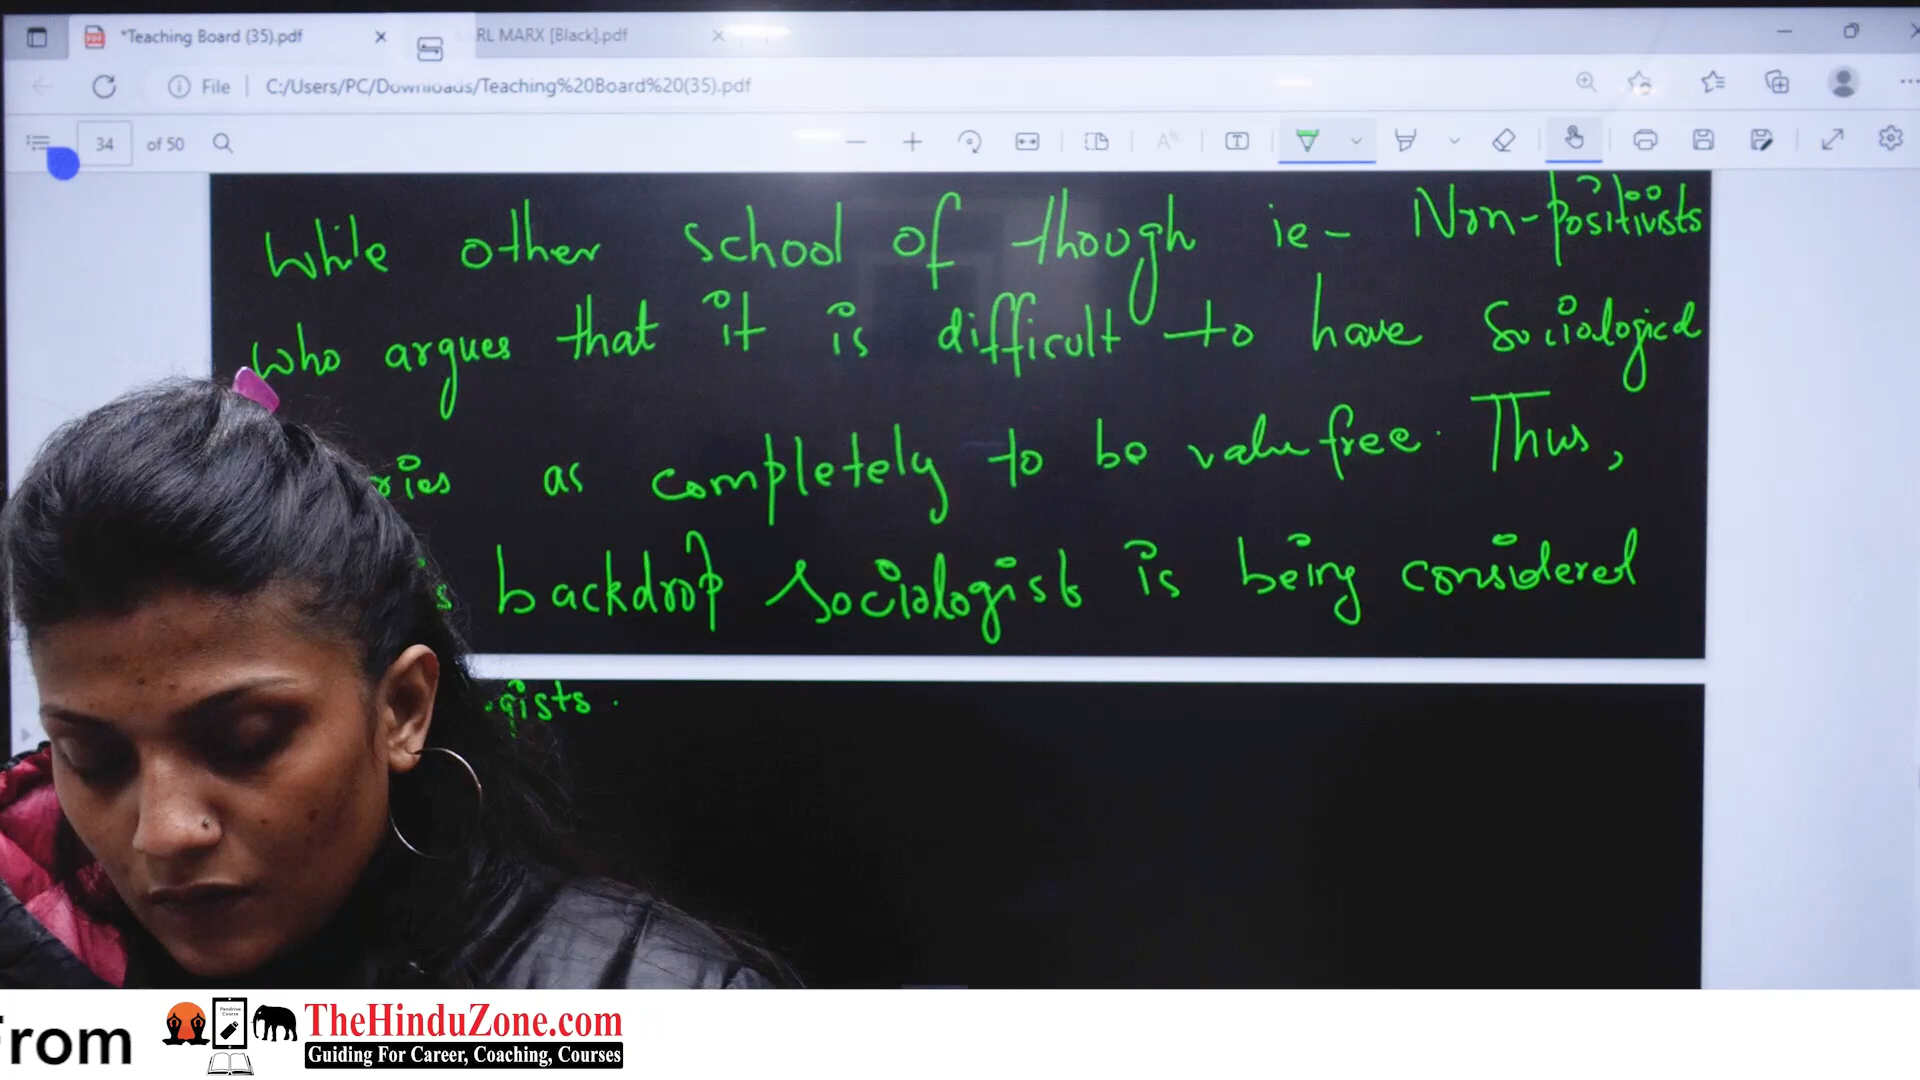 *Teaching Board (35).pdf
RL MARX [Black].pdf
File C:/Users/PC/Downloads/Teaching%20Board%20(35).pdf
34 of 50
While other school of though ie- Non-positivists
who argues that it is difficult to have Sociological
ries as completely to be valu free. Thus,
is backdrop sociologists is being considered
gists.
From
TheHinduZone.com
Guiding For Career, Coaching, Courses